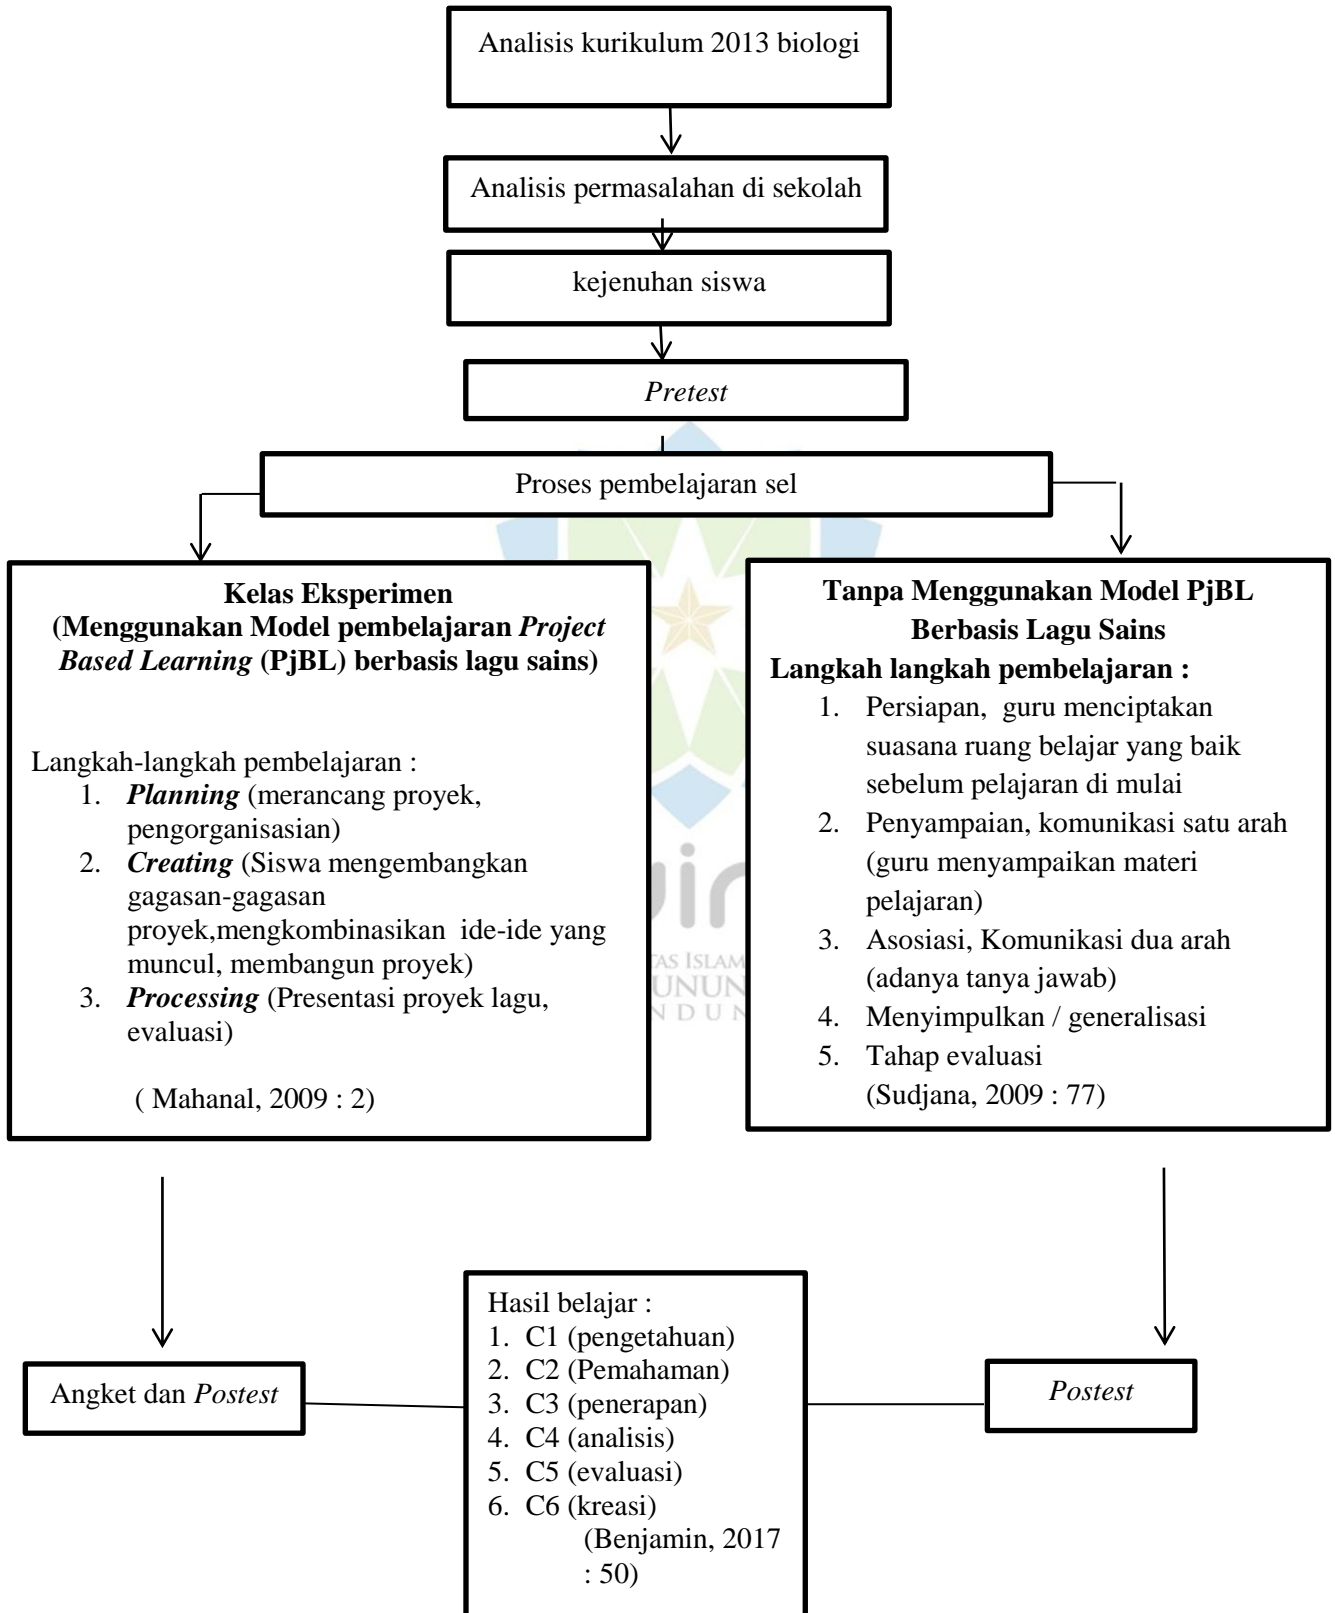 Analisis kurikulum 2013 biologi
Analisis permasalahan di sekolah
kejenuhan siswa
Pretest
Proses pembelajaran sel
Kelas Eksperimen
(Menggunakan Model pembelajaran Project
Based Learning (PjBL) berbasis lagu sains)
Langkah-langkah pembelajaran :
1. Planning (merancang proyek,
pengorganisasian)
2. Creating (Siswa mengembangkan
gagasan-gagasan
proyek,mengkombinasikan ide-ide yang
muncul, membangun proyek)
3. Processing (Presentasi proyek lagu,
evaluasi)
( Mahanal, 2009 : 2)
Tanpa Menggunakan Model PjBL
Berbasis Lagu Sains
Langkah langkah pembelajaran :
1. Persiapan, guru menciptakan
suasana ruang belajar yang baik
sebelum pelajaran di mulai
2. Penyampaian, komunikasi satu arah
(guru menyampaikan materi
pelajaran)
3. Asosiasi, Komunikasi dua arah
(adanya tanya jawab)
4. Menyimpulkan / generalisasi
5. Tahap evaluasi
(Sudjana, 2009 : 77)
Angket dan Postest
Hasil belajar :
1. C1 (pengetahuan)
2. C2 (Pemahaman)
3. C3 (penerapan)
4. C4 (analisis)
5. C5 (evaluasi)
6. C6 (kreasi)
(Benjamin, 2017
: 50)
Postest